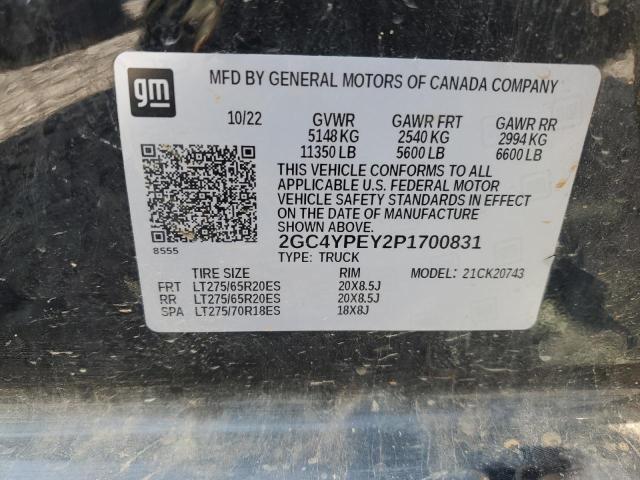 gm
MFD BY GENERAL MOTORS OF CANADA COMPANY
10/22 GVWR GAWR FRT GAWR RR
5148 KG 2540 KG 2994 KG
11350 LB 5600 LB 6600 LB
THIS VEHICLE CONFORMS TO ALL
APPLICABLE U.S. FEDERAL MOTOR
VEHICLE SAFETY STANDARDS IN EFFECT
ON THE DATE OF MANUFACTURE
SHOWN ABOVE.
8555
2GC4YPEY2P1700831
TYPE: TRUCK
TIRE SIZE RIM MODEL: 21CK20743
FRT LT275/65R20ES 20X8.5J
RR LT275/65R20ES 20X8.5J
SPA LT275/70R18ES 18X8J